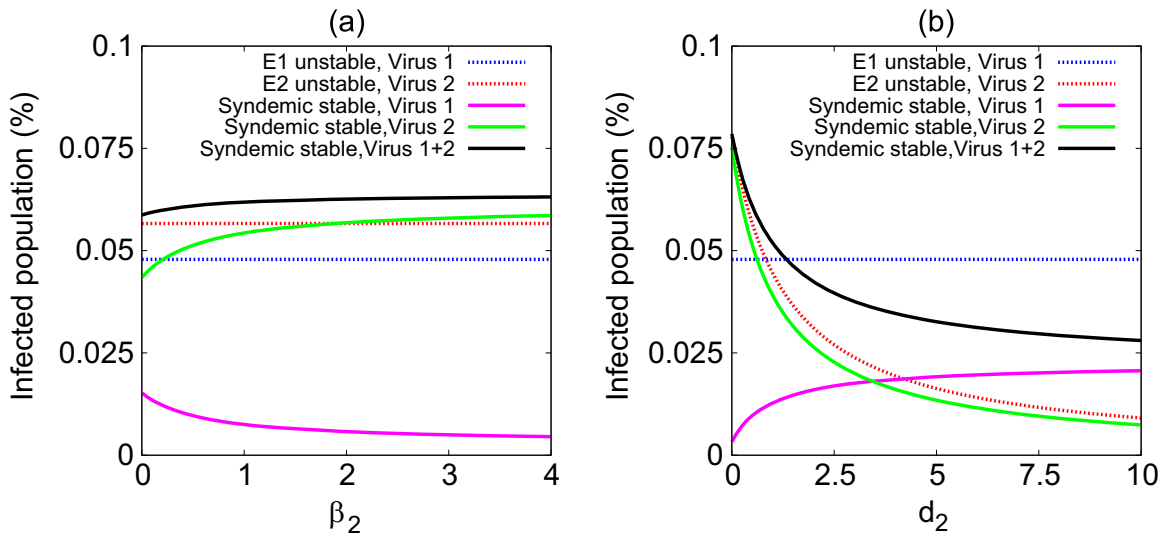 (a)
0.1
0.075
0.05
0.025
0
Infected population (%)
E1 unstable, Virus 1
E2 unstable, Virus 2
Syndemic stable, Virus 1
Syndemic stable,Virus 2
Syndemic stable,Virus 1+2
0 1 2 3 4
β2
(b)
0.1
0.075
0.05
0.025
0
Infected population (%)
E1 unstable, Virus 1
E2 unstable, Virus 2
Syndemic stable, Virus 1
Syndemic stable,Virus 2
Syndemic stable,Virus 1+2
0 2.5 5 7.5 10
d2